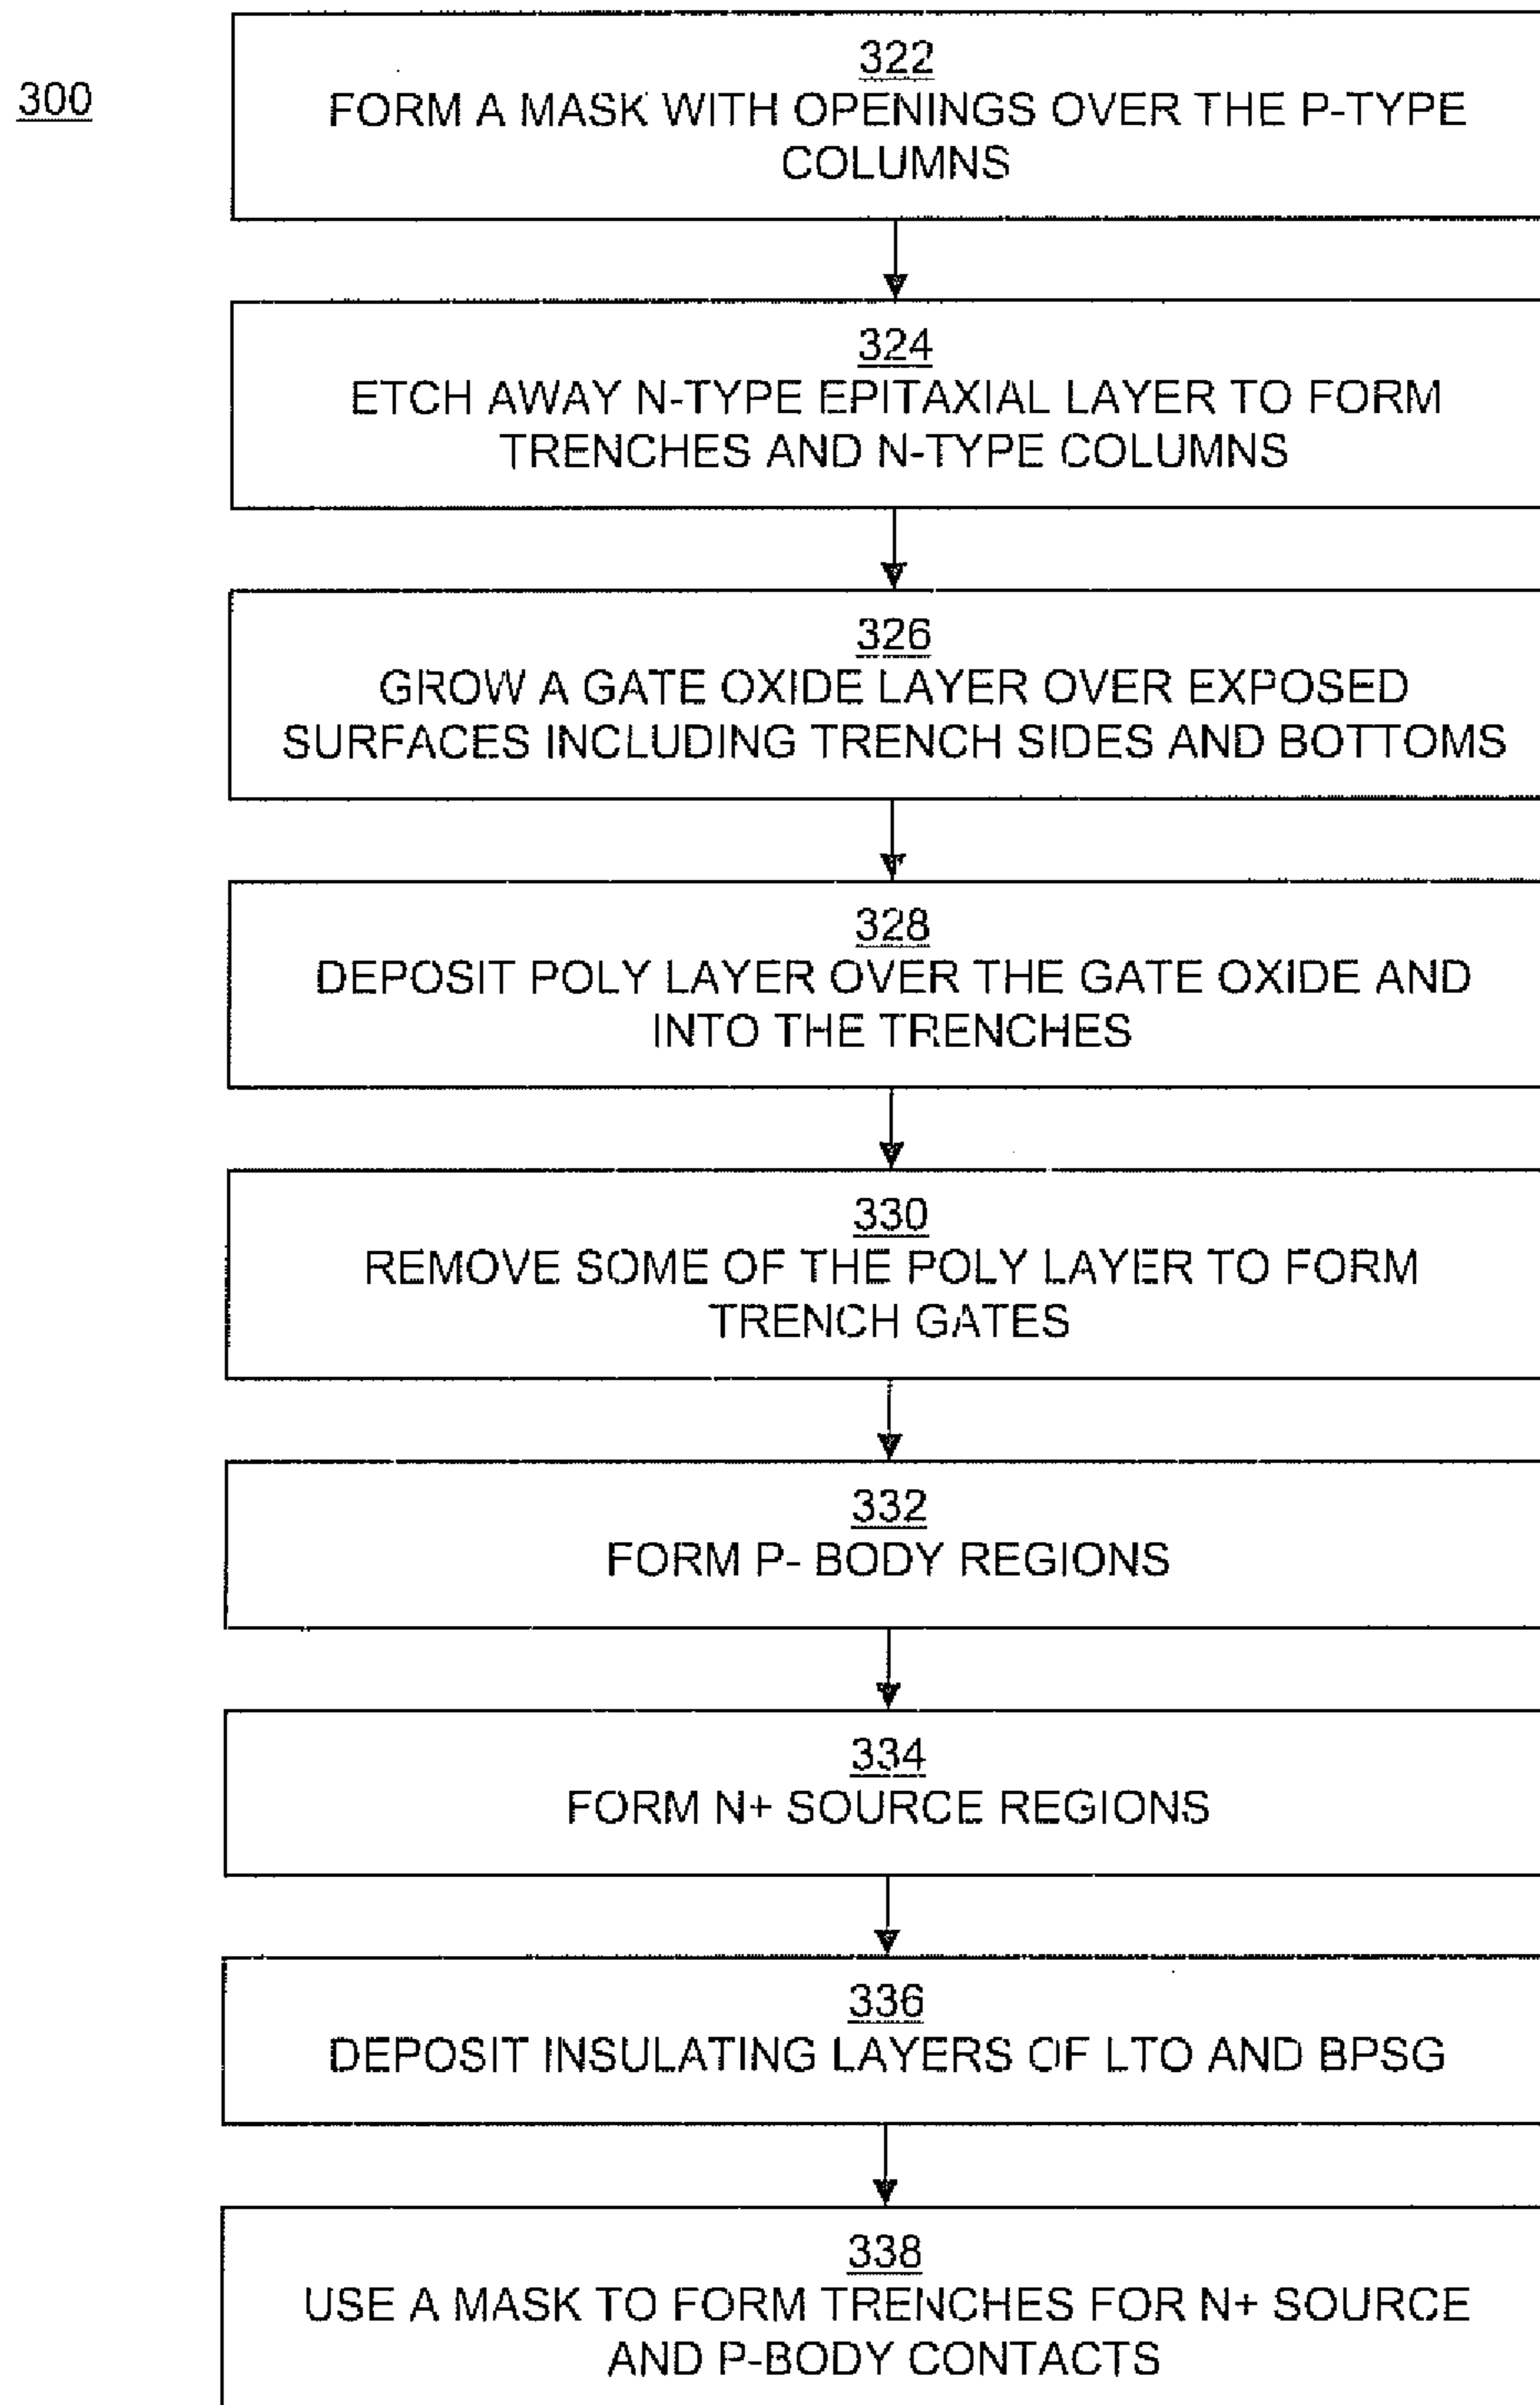 300
322
FORM A MASK WITH OPENINGS OVER THE P-TYPE
COLUMNS
324
ETCH AWAY N-TYPE EPITAXIAL LAYER TO FORM
TRENCHES AND N-TYPE COLUMNS
326
GROW A GATE OXIDE LAYER OVER EXPOSED
SURFACES INCLUDING TRENCH SIDES AND BOTTOMS
328
DEPOSIT POLY LAYER OVER THE GATE OXIDE AND
INTO THE TRENCHES
330
REMOVE SOME OF THE POLY LAYER TO FORM
TRENCH GATES
332
FORM P- BODY REGIONS
334
FORM N+ SOURCE REGIONS
336
DEPOSIT INSULATING LAYERS OF LTO AND BPSG
338
USE A MASK TO FORM TRENCHES FOR N+ SOURCE
AND P-BODY CONTACTS